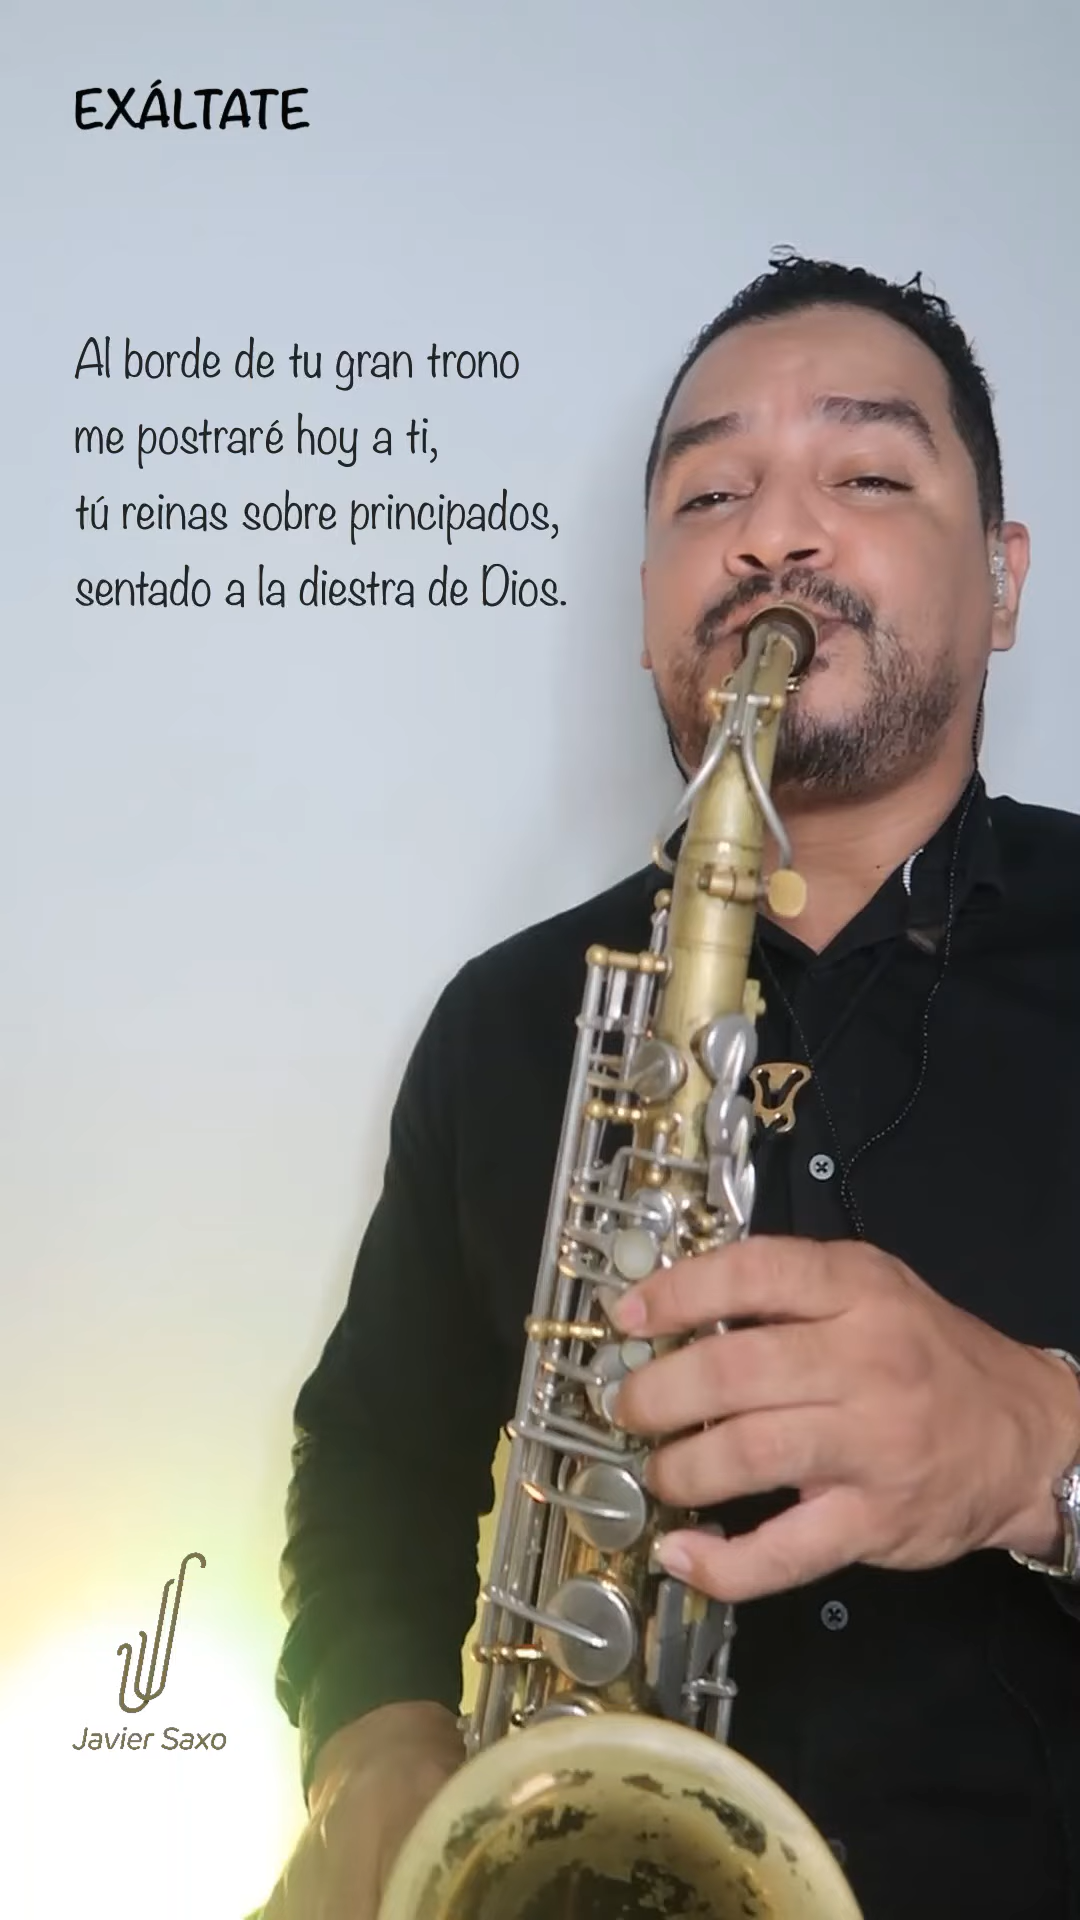 EXÁLTATE
Al borde de tu gran trono
me postraré hoy a ti,
tú reinas sobre principados,
sentado a la diestra de Dios.
Javier Saxo